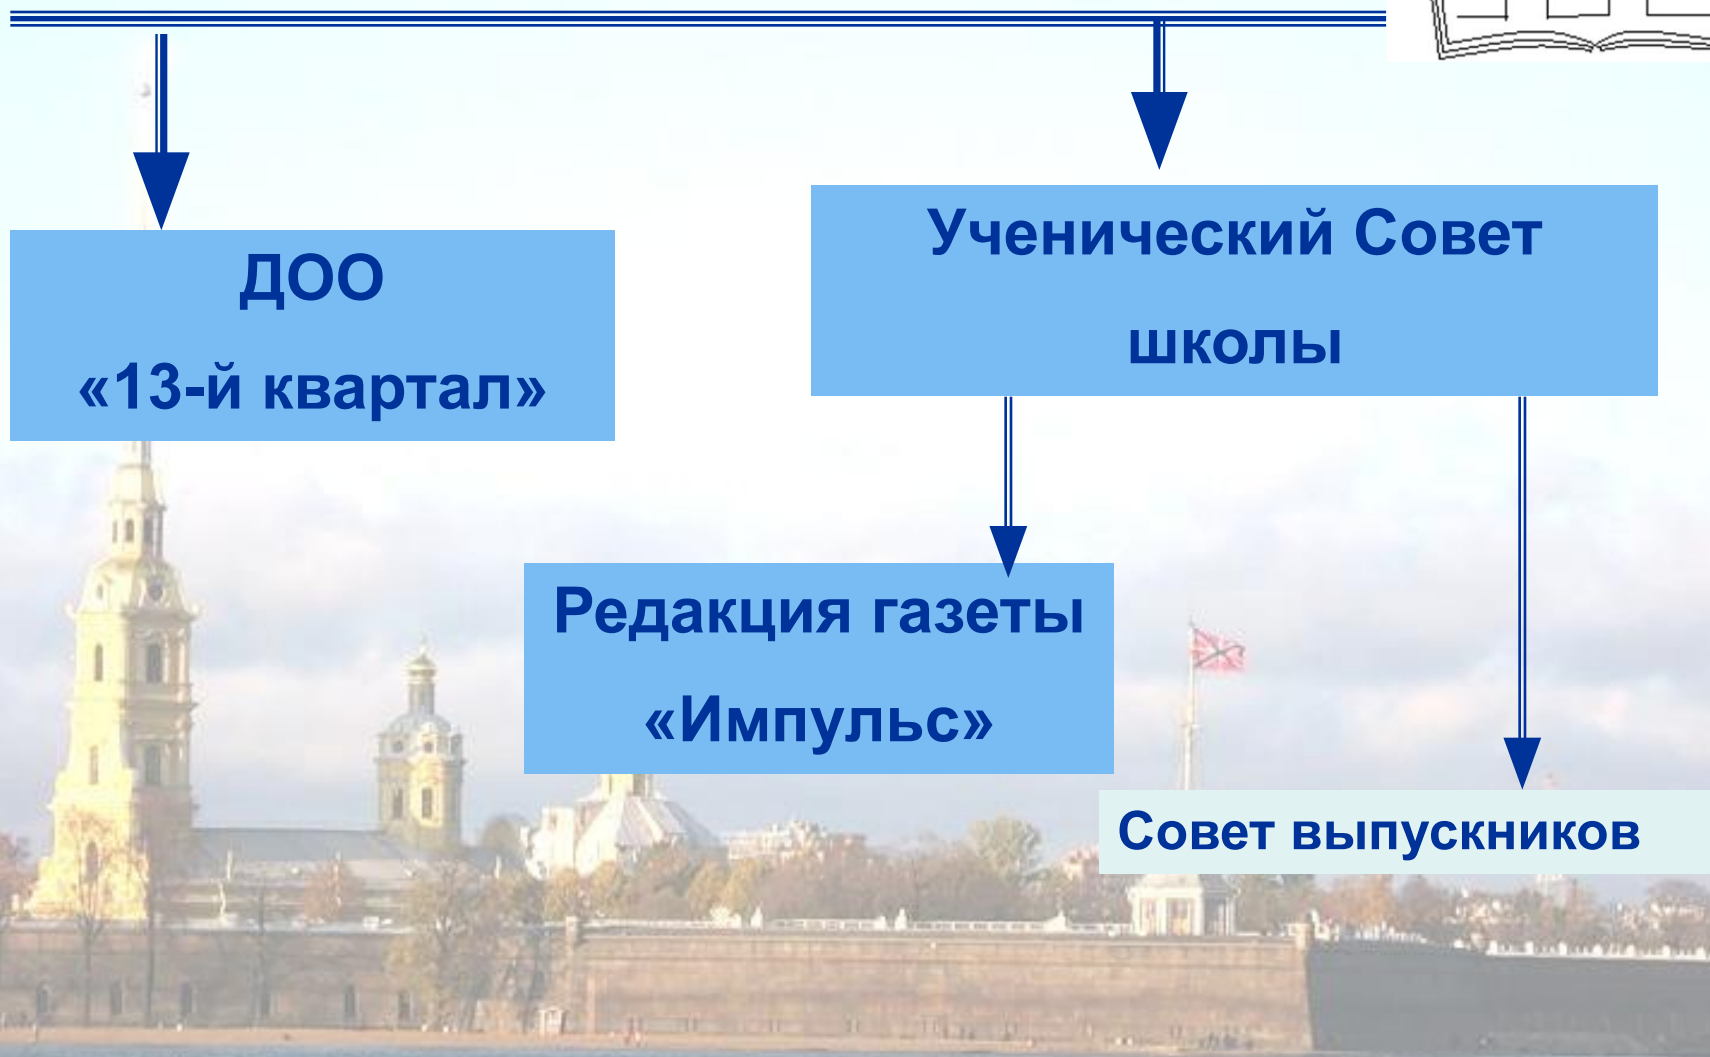 ДОО
«13-й квартал»
Ученический Совет
школы
Редакция газеты
«Импульс»
Совет выпускников